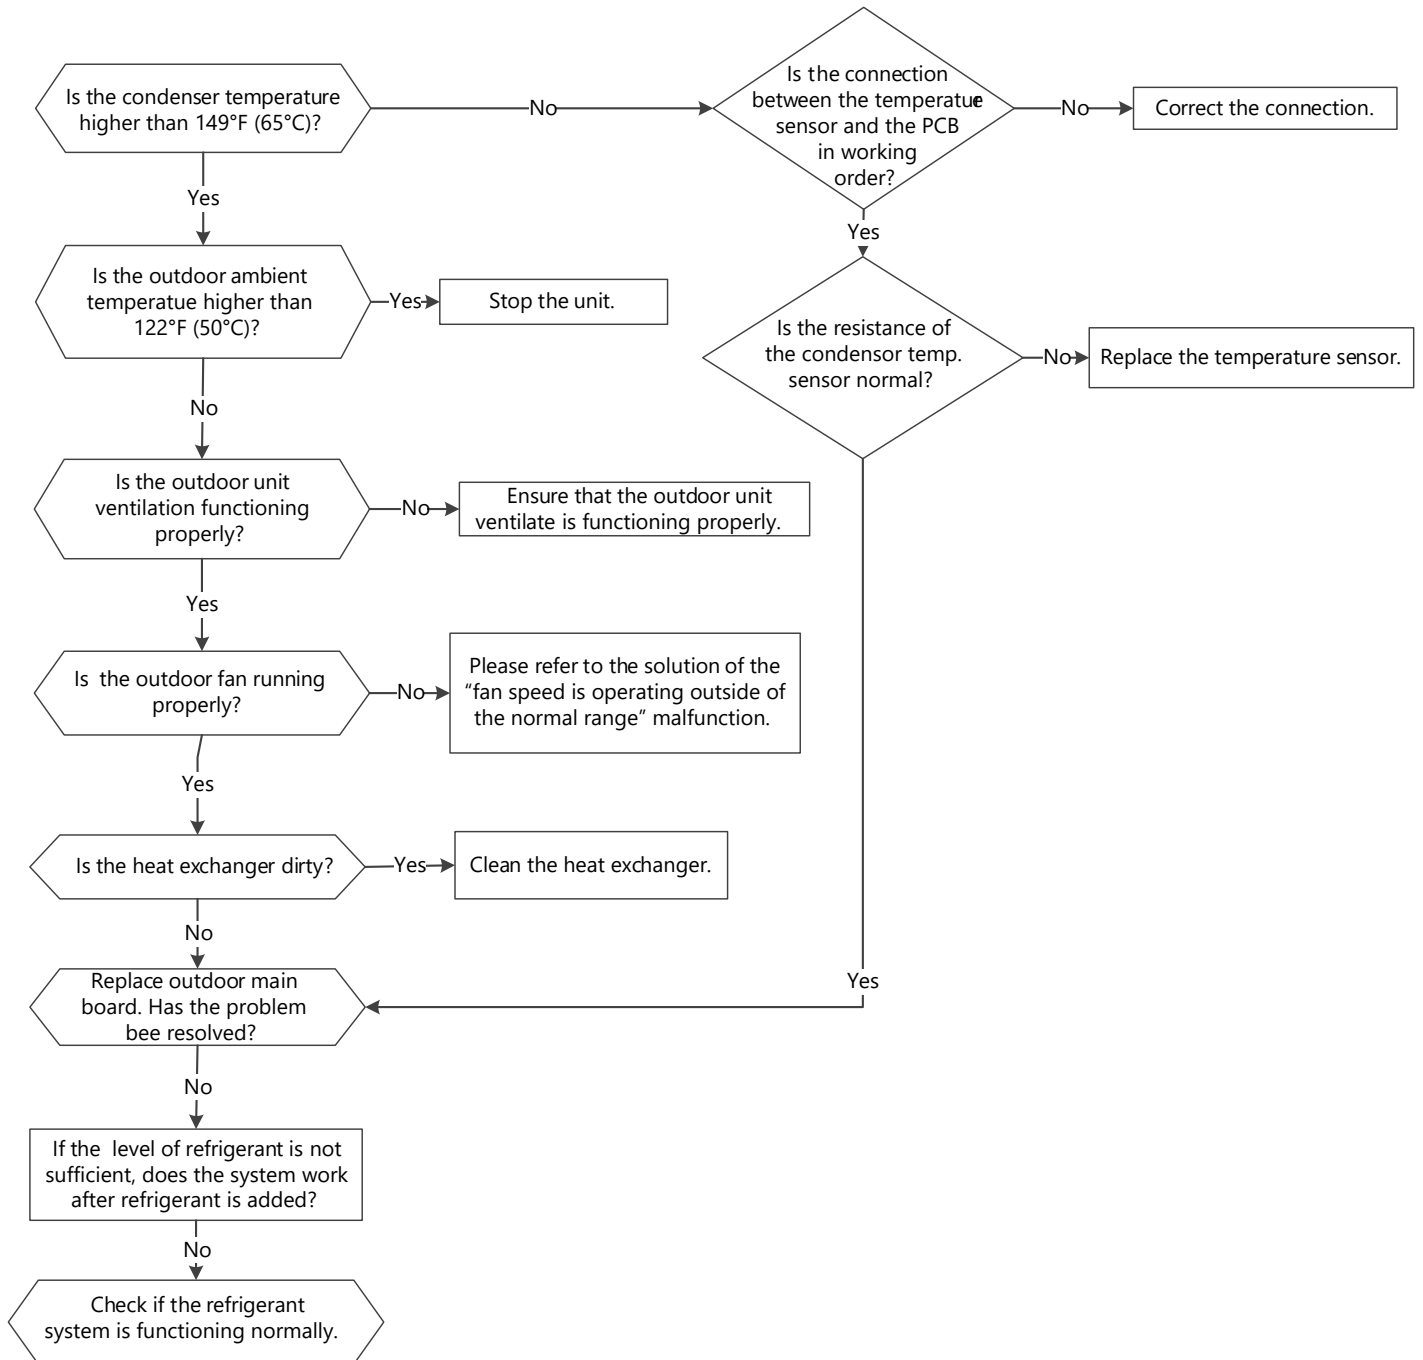 Is the condenser temperature
higher than 149°F (65°C)?
No
Is the connection
between the temperature
sensor and the PCB
in working
order?
No
Correct the connection.
Yes
Yes
Is the outdoor ambient
temperatue higher than
122°F (50°C)?
Yes
Stop the unit.
Is the resistance of
the condensor temp.
sensor normal?
No
Replace the temperature sensor.
No
Is the outdoor unit
ventilation functioning
properly?
No
Ensure that the outdoor unit
ventilate is functioning properly.
Yes
Is the outdoor fan running
properly?
No
Please refer to the solution of the
“fan speed is operating outside of
the normal range” malfunction.
Yes
Is the heat exchanger dirty?
Yes
Clean the heat exchanger.
No
Yes
Replace outdoor main
board. Has the problem
bee resolved?
No
If the level of refrigerant is not
sufficient, does the system work
after refrigerant is added?
No
Check if the refrigerant
system is functioning normally.